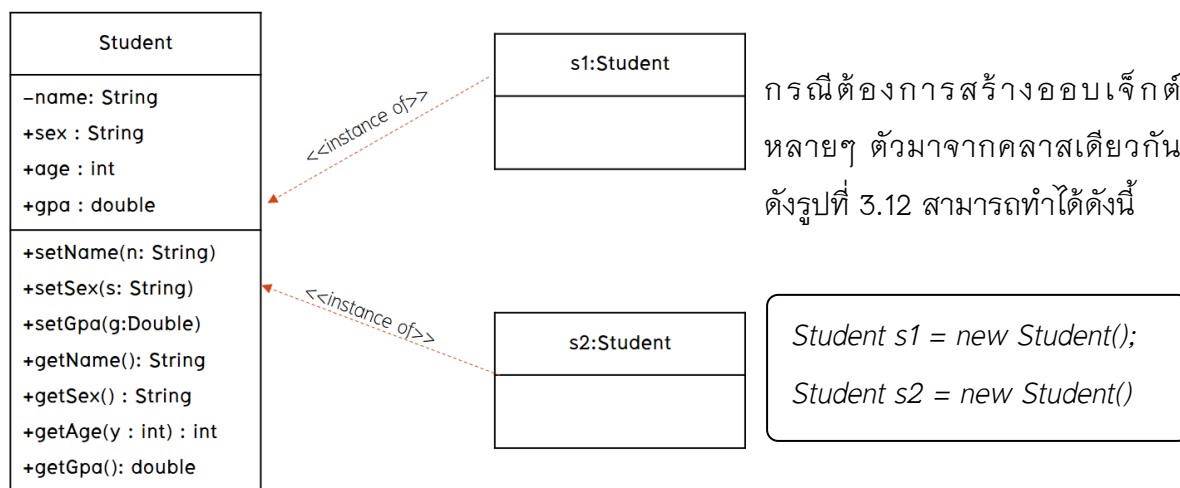 Student
-name: String
+sex : String
+age : int
+gpa : double
+setName(n: String)
+setSex(s: String)
+setGpa(g:Double)
+getName(): String
+getSex() : String
+getAge(y : int) : int
+getGpa(): double
<<instance of>>
<<instance of>>
s1:Student
s2:Student
กรณีต้องการสร้างออบเจ็กต์
หลายๆ ตัวมาจากคลาสเดียวกัน
ดังรูปที่ 3.12 สามารถทำได้ดังนี้
Student s1 = new Student();
Student s2 = new Student()